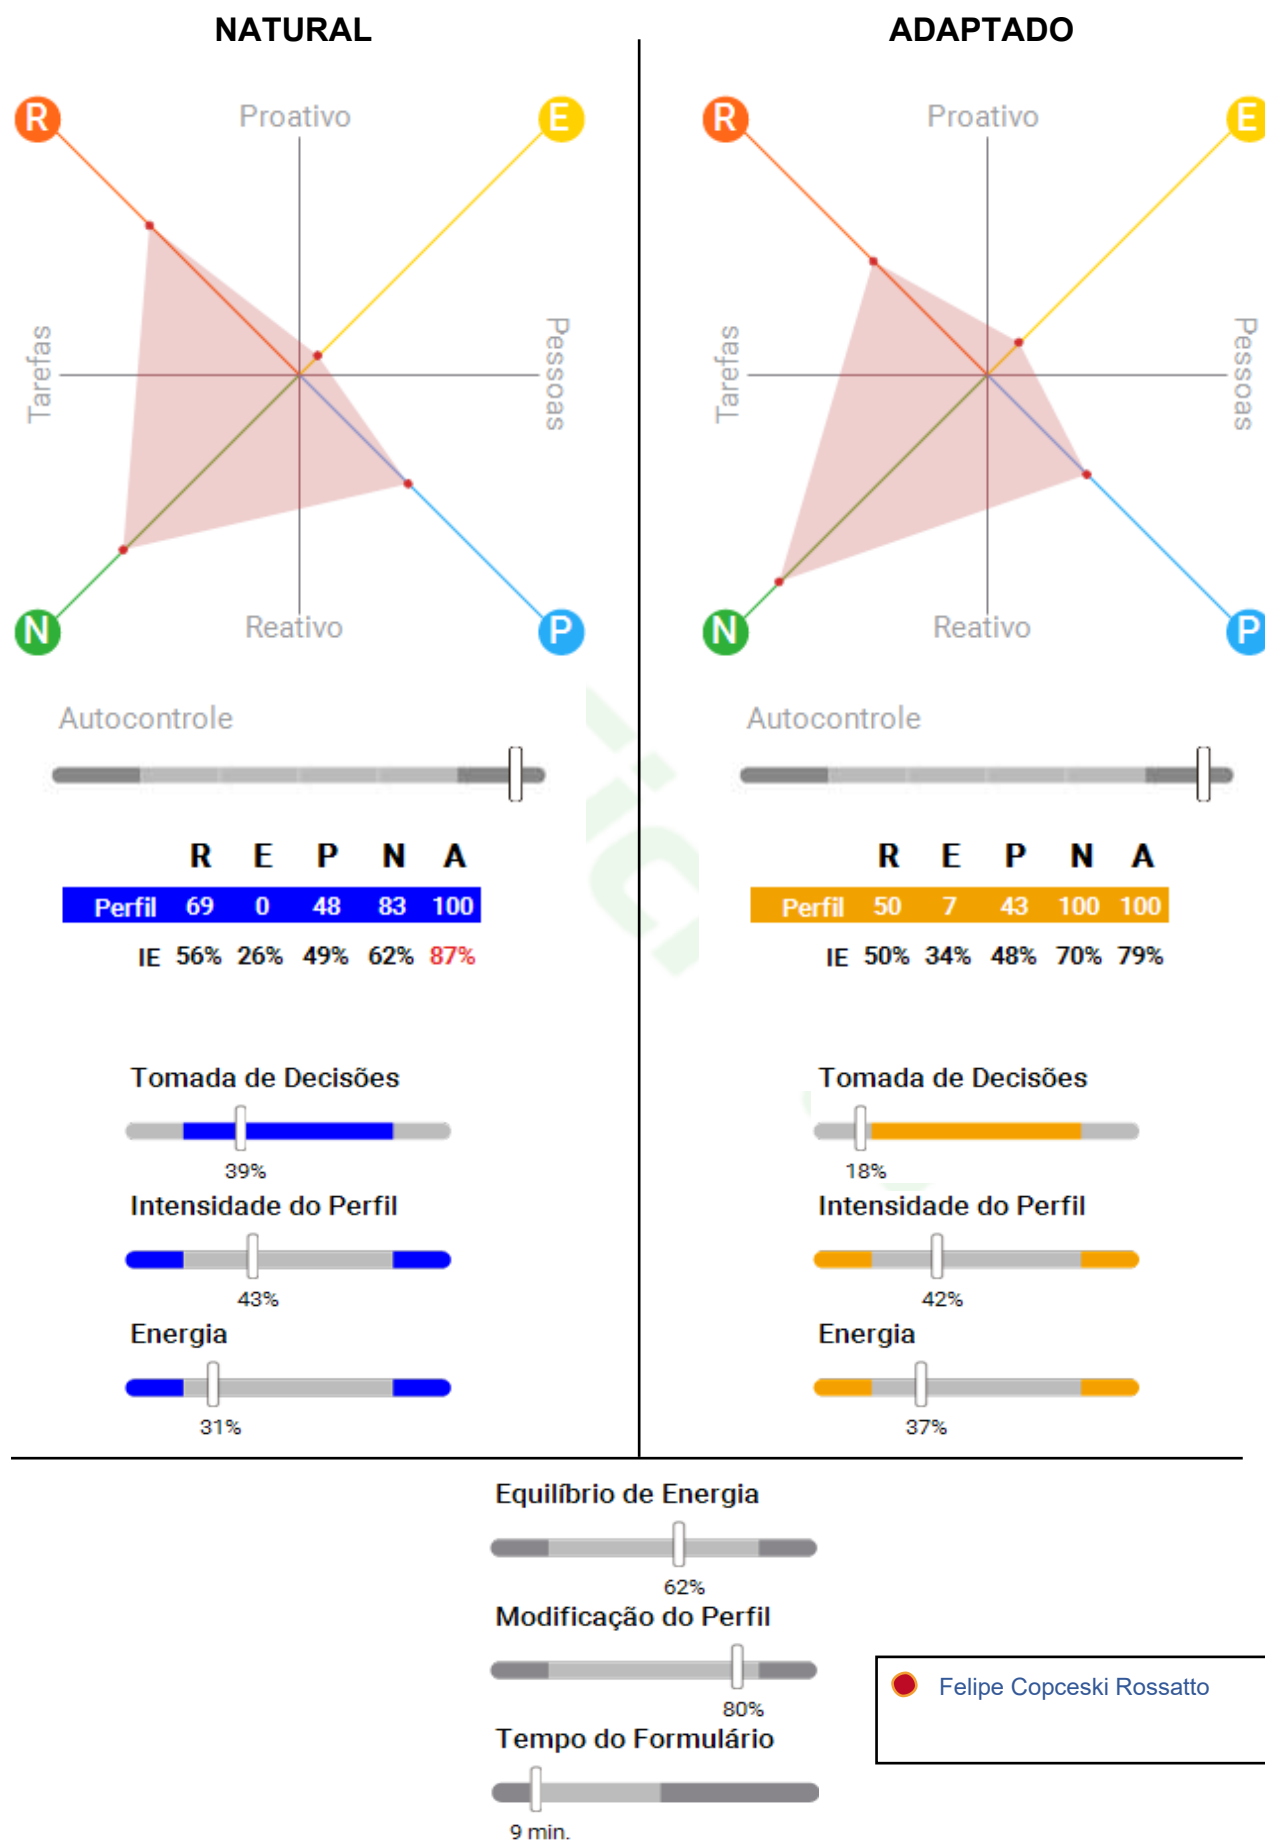 NATURAL
R
Proativo
E
Tarefas
Pessoas
N
Reativo
P
Autocontrole
R E P N A
Perfil 69 0 48 83 100
IE 56% 26% 49% 62% 87%
Tomada de Decisões
39%
Intensidade do Perfil
43%
Energia
31%
ADAPTADO
R
Proativo
E
Tarefas
Pessoas
N
Reativo
P
Autocontrole
R E P N A
Perfil 50 7 43 100 100
IE 50% 34% 48% 70% 79%
Tomada de Decisões
18%
Intensidade do Perfil
42%
Energia
37%
Equilíbrio de Energia
62%
Modificação do Perfil
80%
Tempo do Formulário
9 min.
Felipe Copceski Rossatto